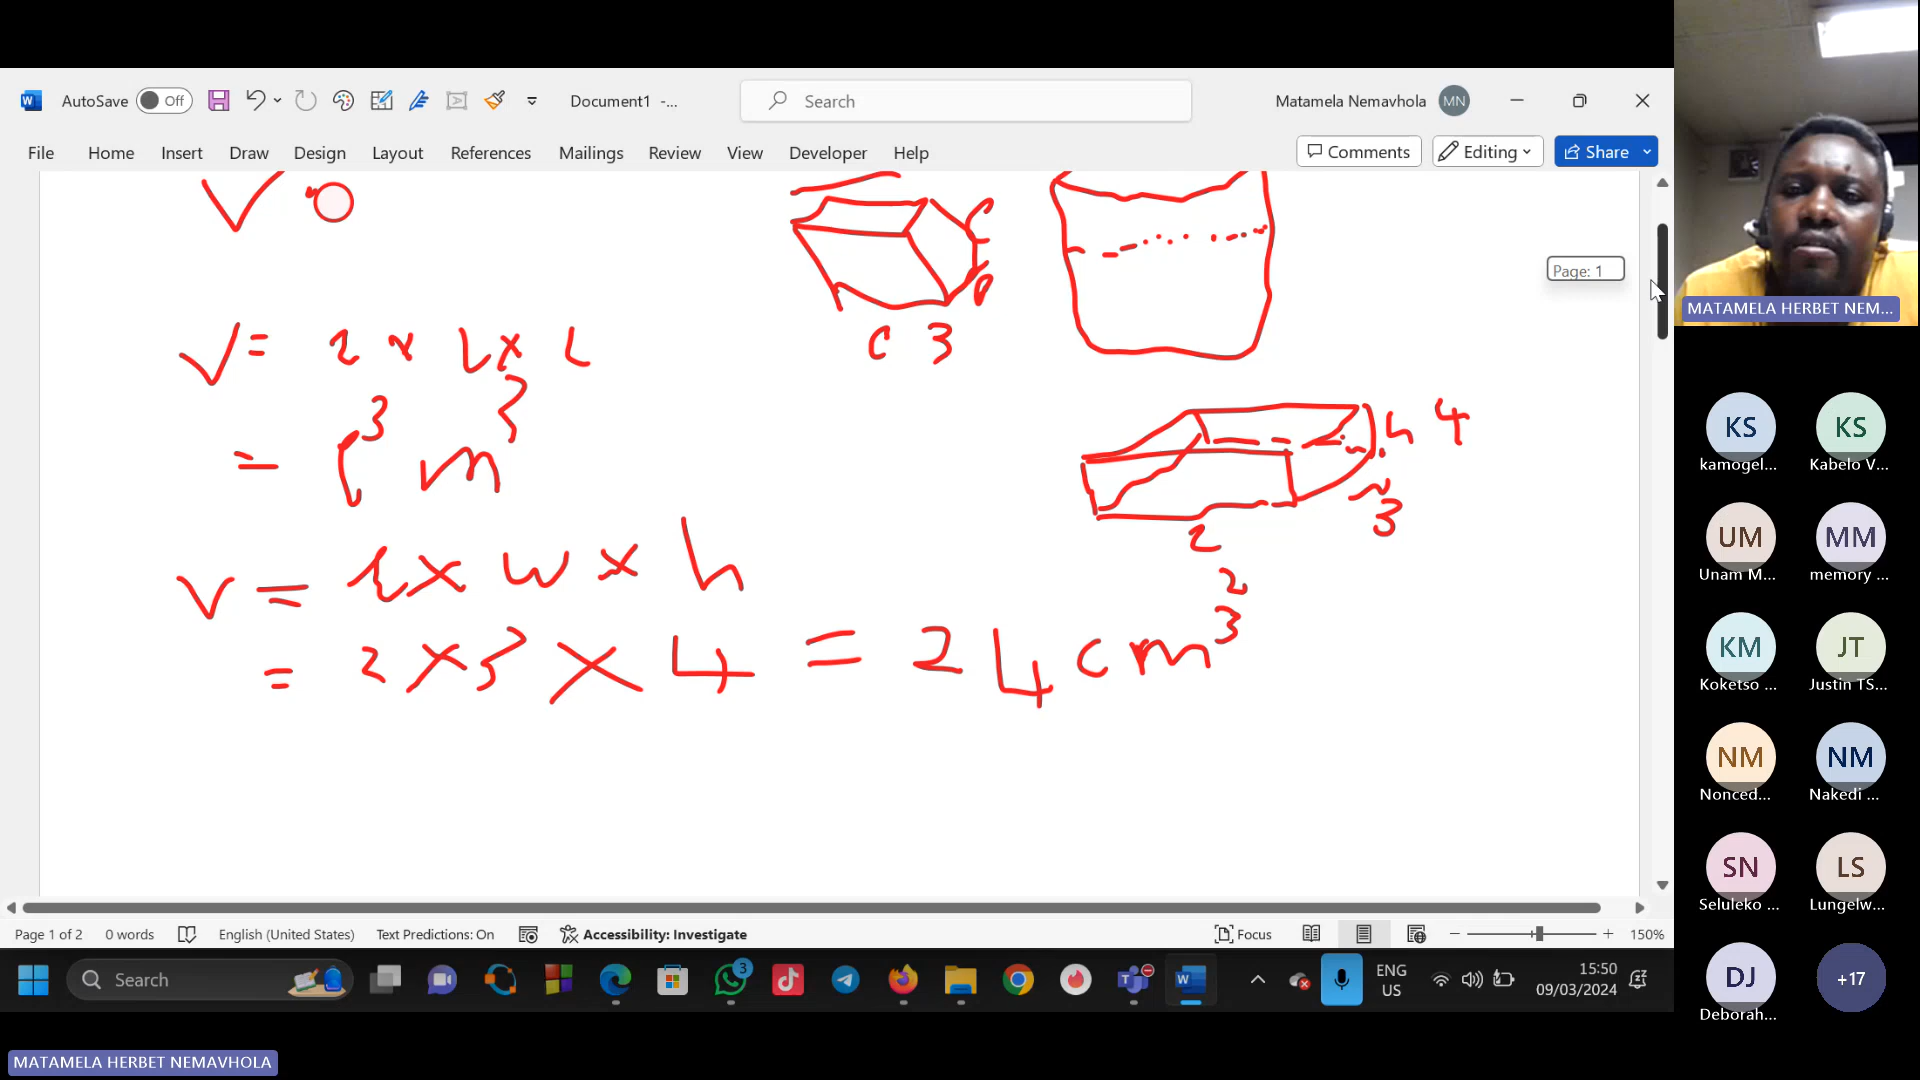 AutoSave Off Document1 -... Search Matamela Nemavhola MN
File Home Insert Draw Design Layout References Mailings Review View Developer Help Comments Editing Share
V
Page: 1
MATAMELA HERBET NEM...
V = l x l x l
= l³ m³
C 3
h 4
3
2
V = l x w x h
= 2 x 3 x 4 = 24 cm³
2
KS KS
kamogel... Kabelo V...
UM MM
Unam M... memory ...
KM JT
Koketso ... Justin TS...
NM NM
Nonced... Nakedi ...
SN LS
Seluleko ... Lungelw...
DJ +17
Deborah...
Page 1 of 2 0 words English (United States) Text Predictions: On Accessibility: Investigate Focus 150%
Search 3 ENG 15:50
US 09/03/2024
MATAMELA HERBET NEMAVHOLA